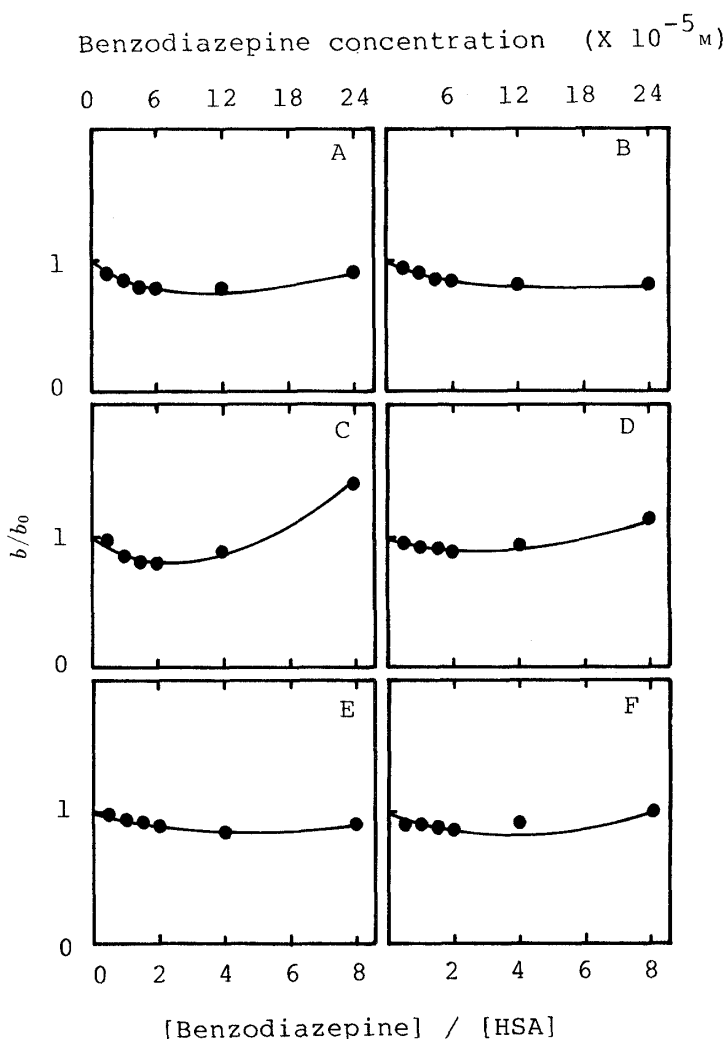 Benzodiazepine concentration (X 10⁻⁵ M)
0 6 12 18 24 6 12 18 24
A
B
1
0
C
D
b/b₀
1
0
E
F
1
0
0 2 4 6 8 2 4 6 8
[Benzodiazepine] / [HSA]